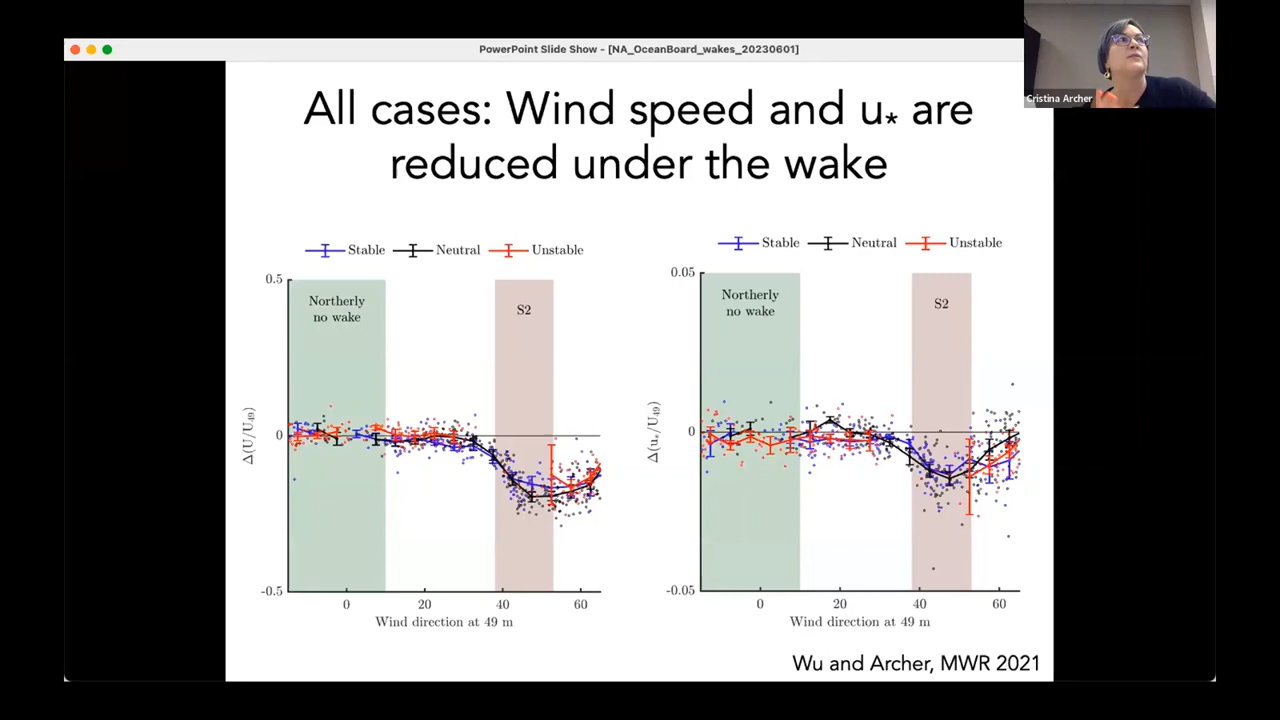 PowerPoint Slide Show - [NA_OceanBoard_wakes_20230601]
Cristina Archer
All cases: Wind speed and u* are
reduced under the wake
Stable Neutral Unstable
0.5
Northerly
no wake
S2
Δ(U/U49)
0
-0.5
0 20 40 60
Wind direction at 49 m
Stable Neutral Unstable
0.05
Northerly
no wake
S2
Δ(u*/U49)
0
-0.05
0 20 40 60
Wind direction at 49 m
Wu and Archer, MWR 2021